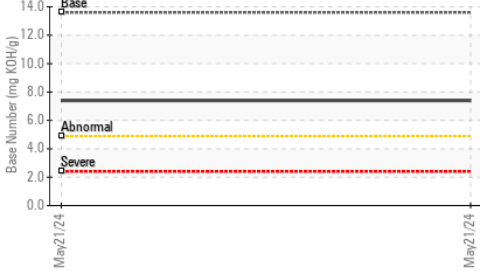 14.0
Base
12.0
10.0
8.0
6.0
Abnormal
4.0
Severe
2.0
0.0
Base Number (mg KOH/g)
May21/24
May21/24